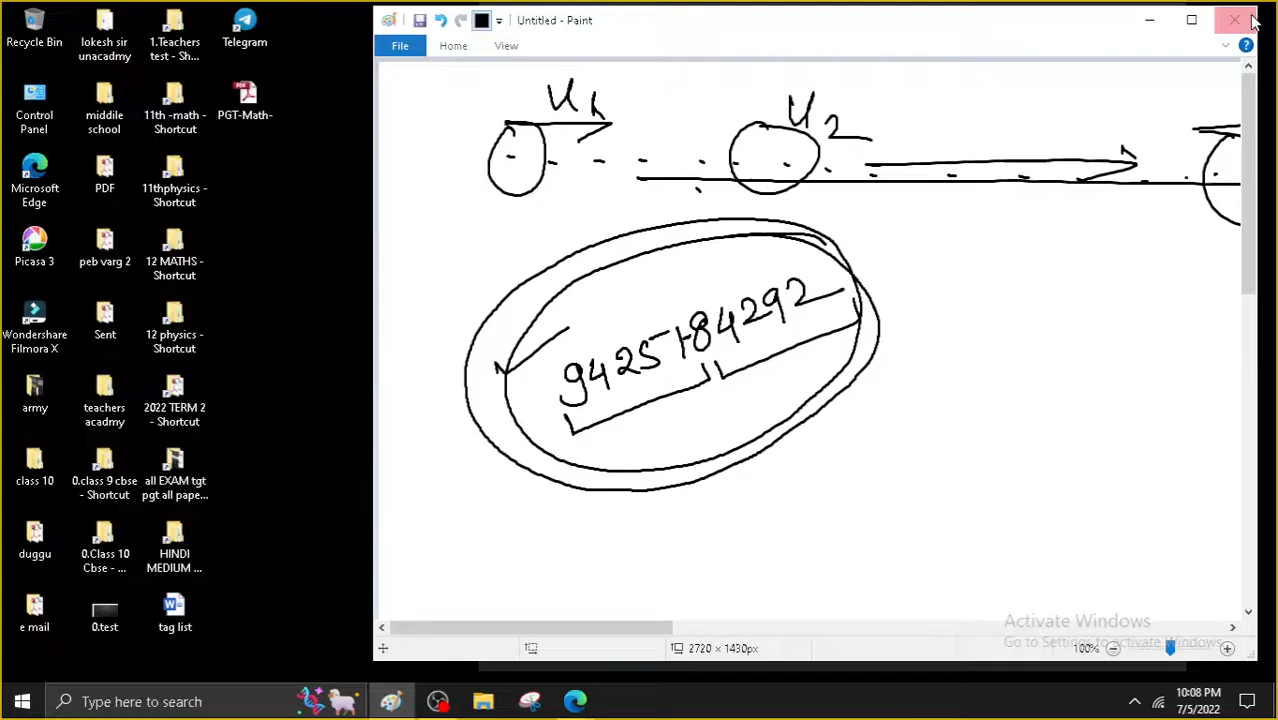 Untitled - Paint
File
Home
View
Recycle Bin
lokesh sir
unacadmy
1.Teachers
test - Sh...
Telegram
Control
Panel
middile
school
11th -math -
Shortcut
PGT-Math-
Microsoft
Edge
PDF
11thphysics -
Shortcut
Picasa 3
peb varg 2
12 MATHS -
Shortcut
Wondershare
Filmora X
Sent
12 physics -
Shortcut
army
teachers
acadmy
2022 TERM 2
- Shortcut
class 10
0.class 9 cbse
- Shortcut
all EXAM tgt
pgt all pape...
duggu
0.Class 10
Cbse - ...
HINDI
MEDIUM ...
e mail
0.test
tag list
u1
u2
9425184292
Activate Windows
Go to Settings to activate Windows.
2720 × 1430px
100%
Type here to search
10:08 PM
7/5/2022